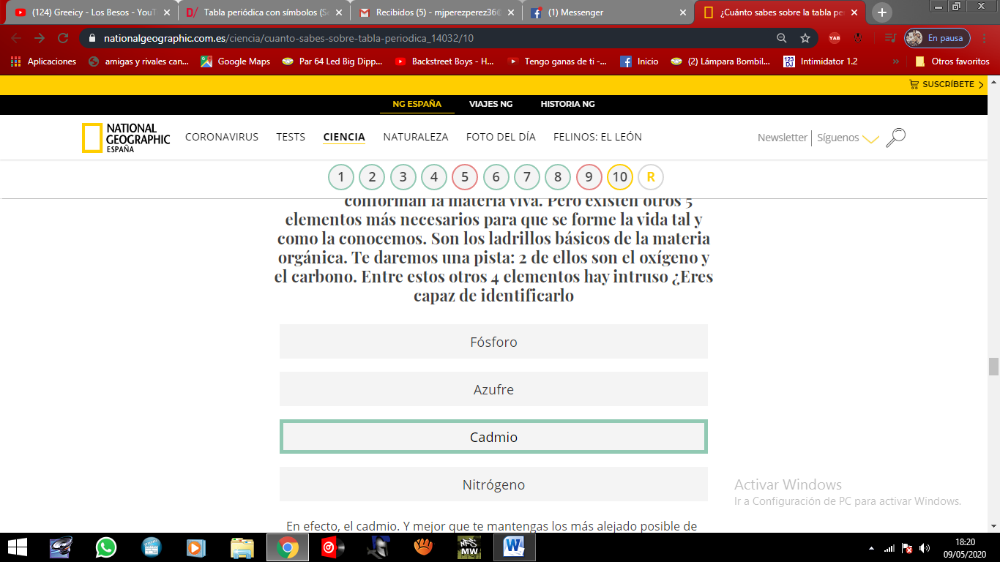 (124) Greeicy - Los Besos - YouT
Tabla periódica con símbolos (Se
Recibidos (5) - mjperezperez36@
(1) Messenger
¿Cuánto sabes sobre la tabla pe
nationalgeographic.com.es/ciencia/cuanto-sabes-sobre-tabla-periodica_14032/10
YAB
En pausa
Aplicaciones
amigas y rivales can...
Google Maps
Par 64 Led Big Dipp...
Backstreet Boys - H...
Tengo ganas de ti -...
Inicio
(2) Lámpara Bombil...
123 DJ
Intimidator 1.2
»
Otros favoritos
SUSCRÍBETE
NG ESPAÑA VIAJES NG HISTORIA NG
NATIONAL
GEOGRAPHIC
ESPAÑA
CORONAVIRUS TESTS CIENCIA NATURALEZA FOTO DEL DÍA FELINOS: EL LEÓN
Newsletter Síguenos
1 2 3 4 5 6 7 8 9 10 R
conforman la materia viva. Pero existen otros 5
elementos más necesarios para que se forme la vida tal y
como la conocemos. Son los ladrillos básicos de la materia
orgánica. Te daremos una pista: 2 de ellos son el oxígeno y
el carbono. Entre estos otros 4 elementos hay intruso ¿Eres
capaz de identificarlo
Fósforo
Azufre
Cadmio
Nitrógeno
En efecto, el cadmio. Y mejor que te mantengas los más alejado posible de
Activar Windows
Ir a Configuración de PC para activar Windows.
NFS
MW
W
18:20
09/05/2020